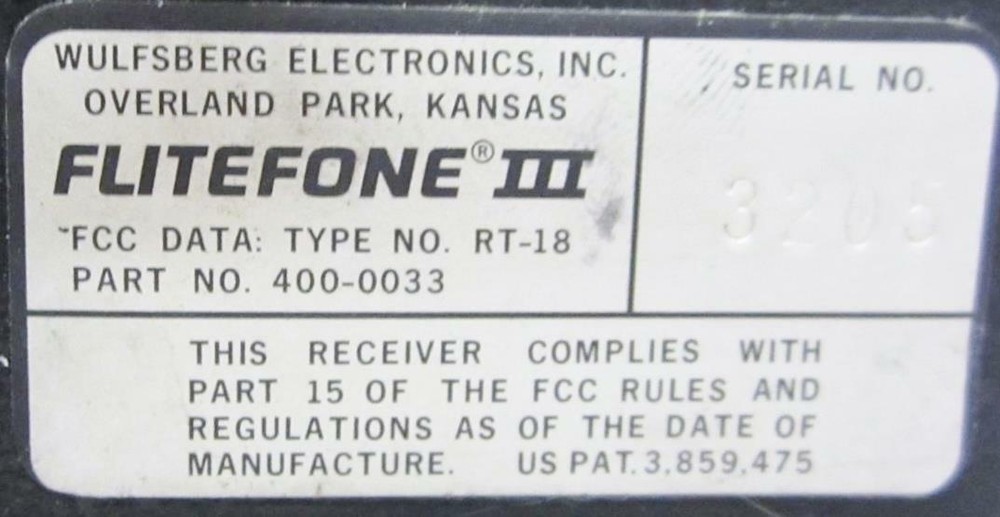 WULFSBERG ELECTRONICS, INC.
OVERLAND PARK, KANSAS
FLITEFONE® III
FCC DATA: TYPE NO. RT-18
PART NO. 400-0033
SERIAL NO.
3205
THIS RECEIVER COMPLIES WITH
PART 15 OF THE FCC RULES AND
REGULATIONS AS OF THE DATE OF
MANUFACTURE. US PAT. 3,859,475